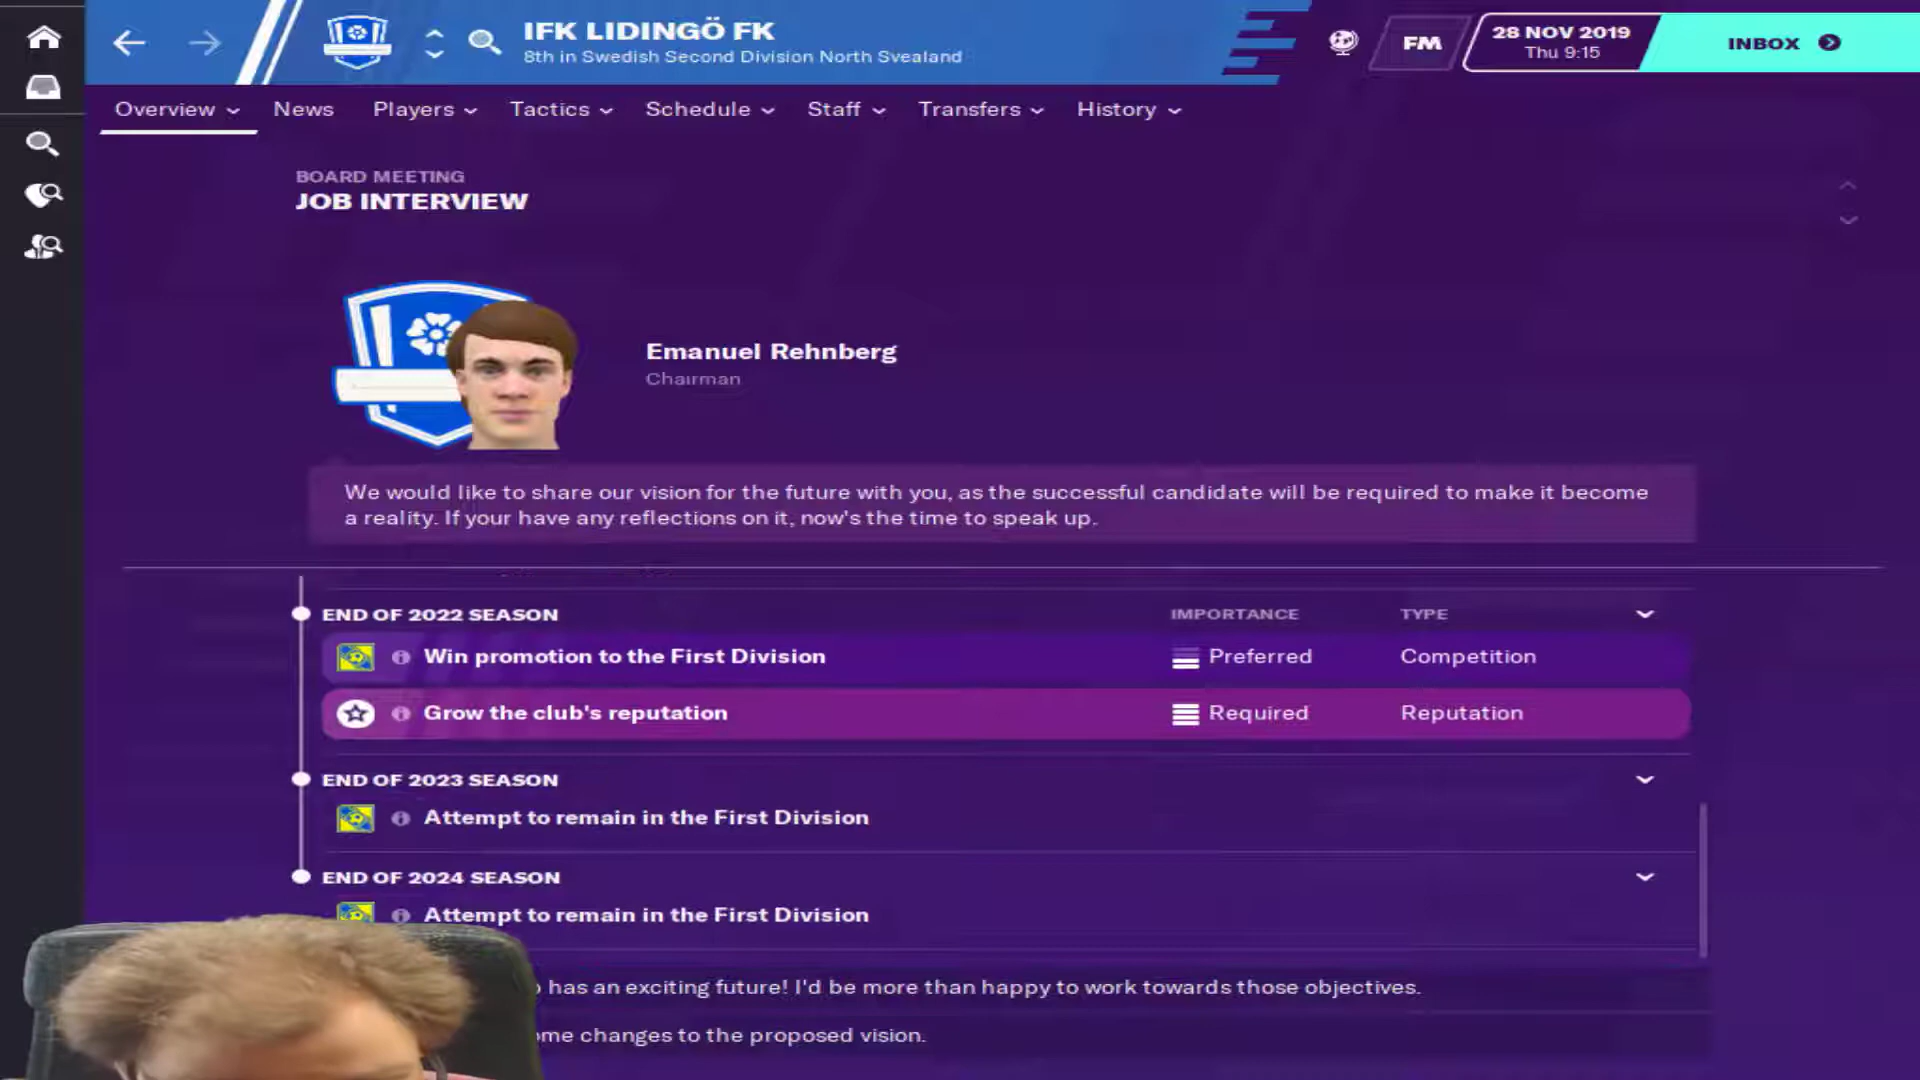 IFK LIDINGÖ FK
8th in Swedish Second Division North Svealand
FM
28 NOV 2019
Thu 9:15
INBOX
Overview
News
Players
Tactics
Schedule
Staff
Transfers
History
BOARD MEETING
JOB INTERVIEW
Emanuel Rehnberg
Chairman
We would like to share our vision for the future with you, as the successful candidate will be required to make it become
a reality. If your have any reflections on it, now's the time to speak up.
END OF 2022 SEASON
IMPORTANCE
TYPE
Win promotion to the First Division
Preferred
Competition
Grow the club's reputation
Required
Reputation
END OF 2023 SEASON
Attempt to remain in the First Division
END OF 2024 SEASON
Attempt to remain in the First Division
has an exciting future! I'd be more than happy to work towards those objectives.
changes to the proposed vision.